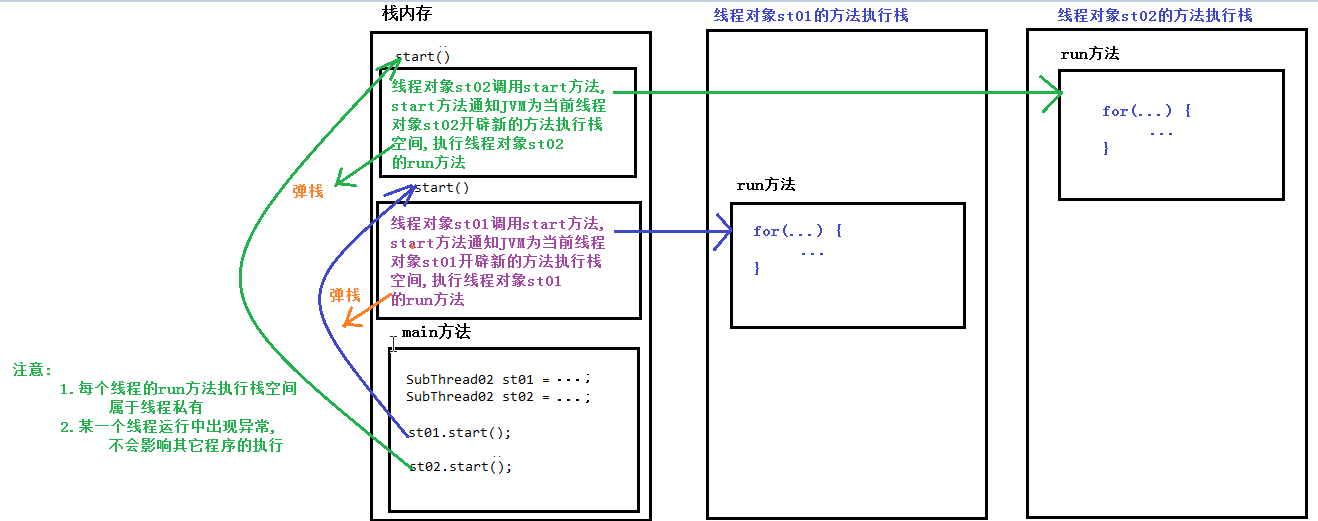 栈内存
线程对象st01的方法执行栈
线程对象st02的方法执行栈
start()
线程对象st02调用start方法,
start方法通知JVM为当前线程
对象st02开辟新的方法执行栈
空间,执行线程对象st02
的run方法
弹栈
start()
线程对象st01调用start方法,
start方法通知JVM为当前线程
对象st01开辟新的方法执行栈
空间,执行线程对象st01
的run方法
弹栈
main方法
SubThread02 st01 = ...;
SubThread02 st02 = ...;
st01.start();
st02.start();
run方法
for(...) {
...
}
run方法
for(...) {
...
}
注意:
1.每个线程的run方法执行栈空间
属于线程私有
2.某一个线程运行中出现异常,
不会影响其它程序的执行